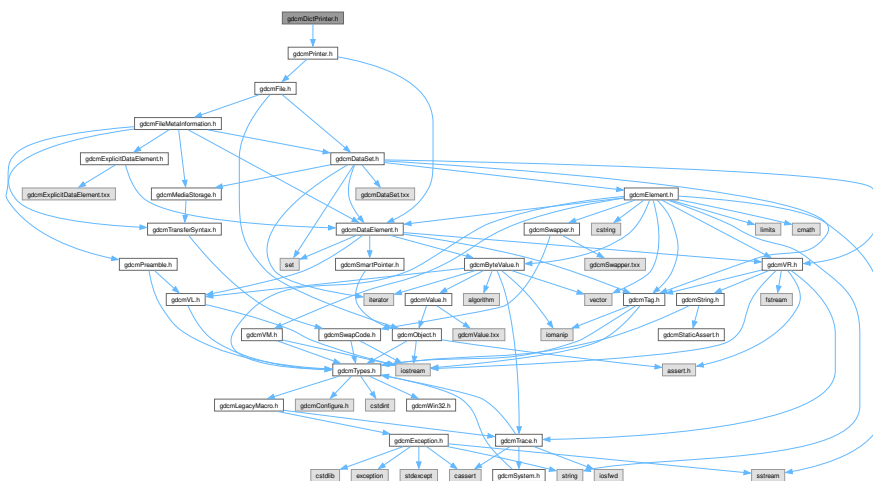 gdcmDictPrinter.h
gdcmPrinter.h
gdcmFile.h
gdcmFileMetaInformation.h
gdcmExplicitDataElement.h
gdcmDataSet.h
gdcmExplicitDataElement.txx
gdcmMediaStorage.h
gdcmDataSet.txx
gdcmElement.h
gdcmTransferSyntax.h
gdcmDataElement.h
gdcmSwapper.h
cstring
limits
cmath
gdcmPreamble.h
set
gdcmSmartPointer.h
gdcmByteValue.h
gdcmSwapper.txx
gdcmVR.h
gdcmVL.h
iterator
gdcmValue.h
algorithm
vector
gdcmTag.h
gdcmString.h
fstream
gdcmVM.h
gdcmSwapCode.h
gdcmObject.h
gdcmValue.txx
iomanip
gdcmStaticAssert.h
gdcmTypes.h
iostream
assert.h
gdcmLegacyMacro.h
gdcmConfigure.h
cstdint
gdcmWin32.h
gdcmException.h
gdcmTrace.h
cstdlib
exception
stdexcept
cassert
gdcmSystem.h
string
iosfwd
sstream